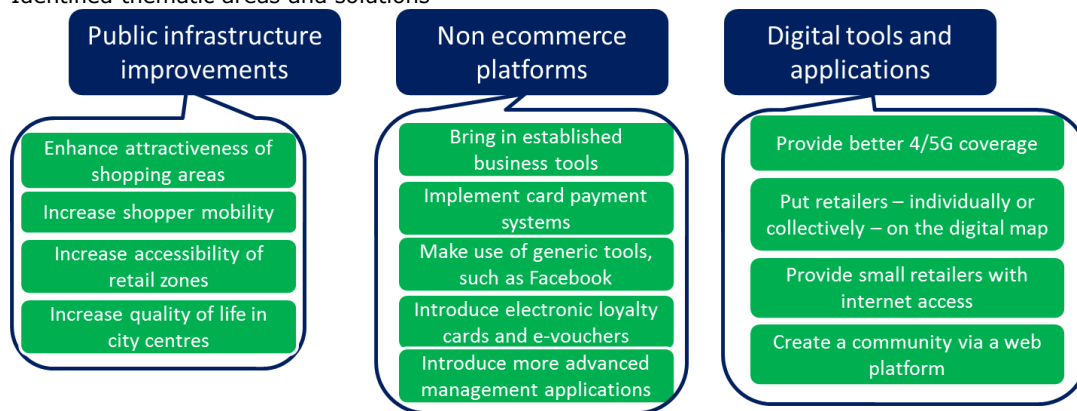 Identified thematic areas and solutions
Public infrastructure
improvements
Enhance attractiveness of
shopping areas
Increase shopper mobility
Increase accessibility of
retail zones
Increase quality of life in
city centres
Non ecommerce
platforms
Bring in established
business tools
Implement card payment
systems
Make use of generic tools,
such as Facebook
Introduce electronic loyalty
cards and e-vouchers
Introduce more advanced
management applications
Digital tools and
applications
Provide better 4/5G coverage
Put retailers – individually or
collectively – on the digital map
Provide small retailers with
internet access
Create a community via a web
platform